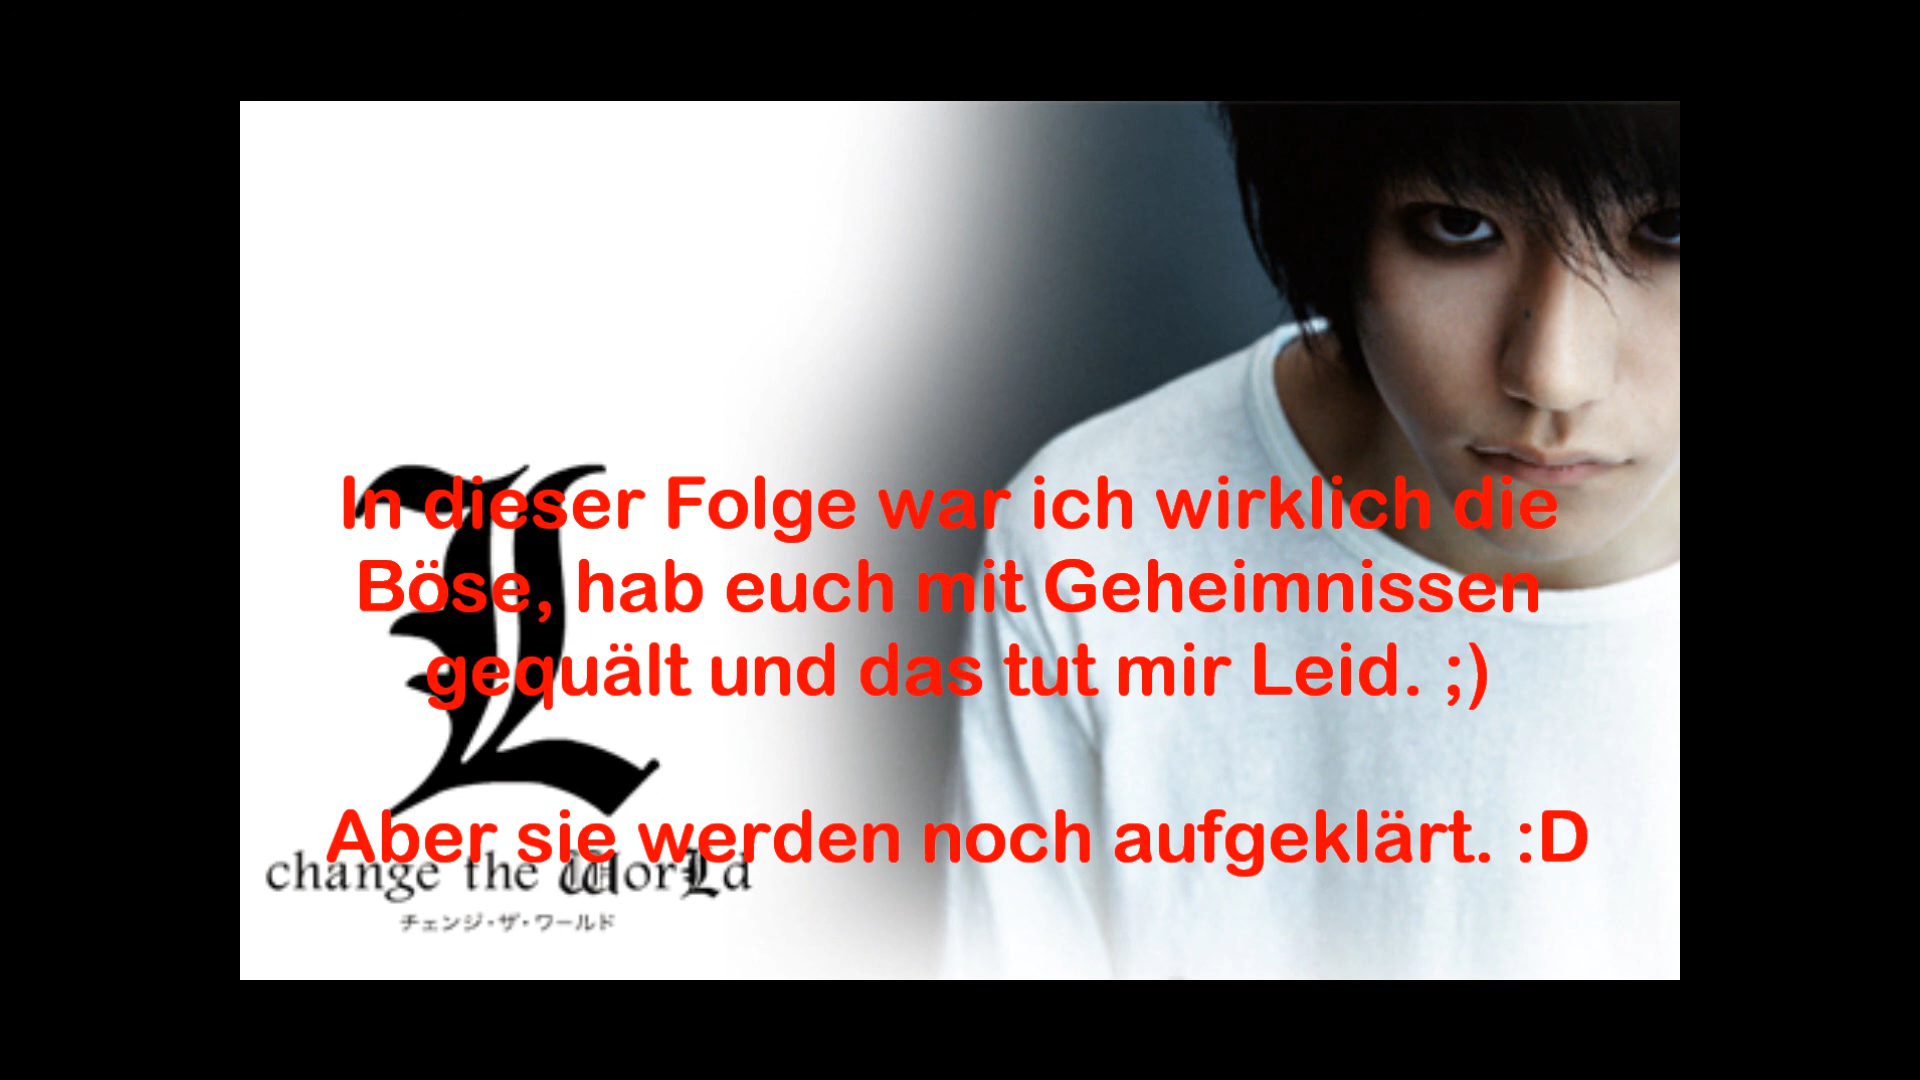 In dieser Folge war ich wirklich die
Böse, hab euch mit Geheimnissen
gequält und das tut mir Leid. ;)
Aber sie werden noch aufgeklärt. :D
L
change the WorLd
チェンジ・ザ・ワールド